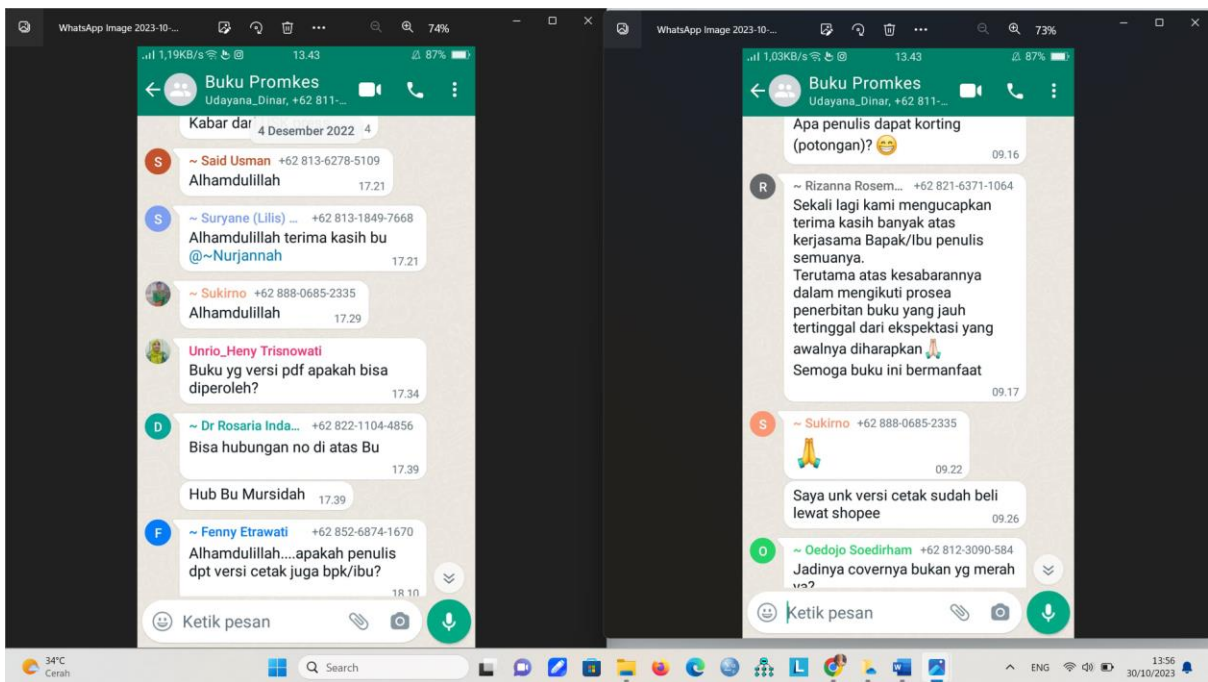 WhatsApp Image 2023-10-...
74%
1,19KB/s
13.43
87%
Buku Promkes
Udayana_Dinar, +62 811-...
Kabar dar
4 Desember 2022
4
S
~ Said Usman +62 813-6278-5109
Alhamdulillah
17.21
S
~ Suryane (Lilis) ... +62 813-1849-7668
Alhamdulillah terima kasih bu
@~Nurjannah
17.21
~ Sukirno +62 888-0685-2335
Alhamdulillah
17.29
Unrio_Heny Trisnowati
Buku yg versi pdf apakah bisa
diperoleh?
17.34
D
~ Dr Rosaria Inda... +62 822-1104-4856
Bisa hubungan no di atas Bu
17.39
Hub Bu Mursidah
17.39
F
~ Fenny Etrawati +62 852-6874-1670
Alhamdulillah....apakah penulis
dpt versi cetak juga bpk/ibu?
18.10
Ketik pesan
WhatsApp Image 2023-10-...
73%
1,03KB/s
13.43
87%
Buku Promkes
Udayana_Dinar, +62 811-...
Apa penulis dapat korting
(potongan)? 😁
09.16
R
~ Rizanna Rosem... +62 821-6371-1064
Sekali lagi kami mengucapkan
terima kasih banyak atas
kerjasama Bapak/Ibu penulis
semuanya.
Terutama atas kesabarannya
dalam mengikuti prosea
penerbitan buku yang jauh
tertinggal dari ekspektasi yang
awalnya diharapkan 🙏🏻
Semoga buku ini bermanfaat
09.17
S
~ Sukirno +62 888-0685-2335
🙏
09.22
Saya unk versi cetak sudah beli
lewat shopee
09.26
O
~ Oedojo Soedirham +62 812-3090-584
Jadinya covernya bukan yg merah
ya?
Ketik pesan
34°C
Cerah
Search
ENG
13:56
30/10/2023